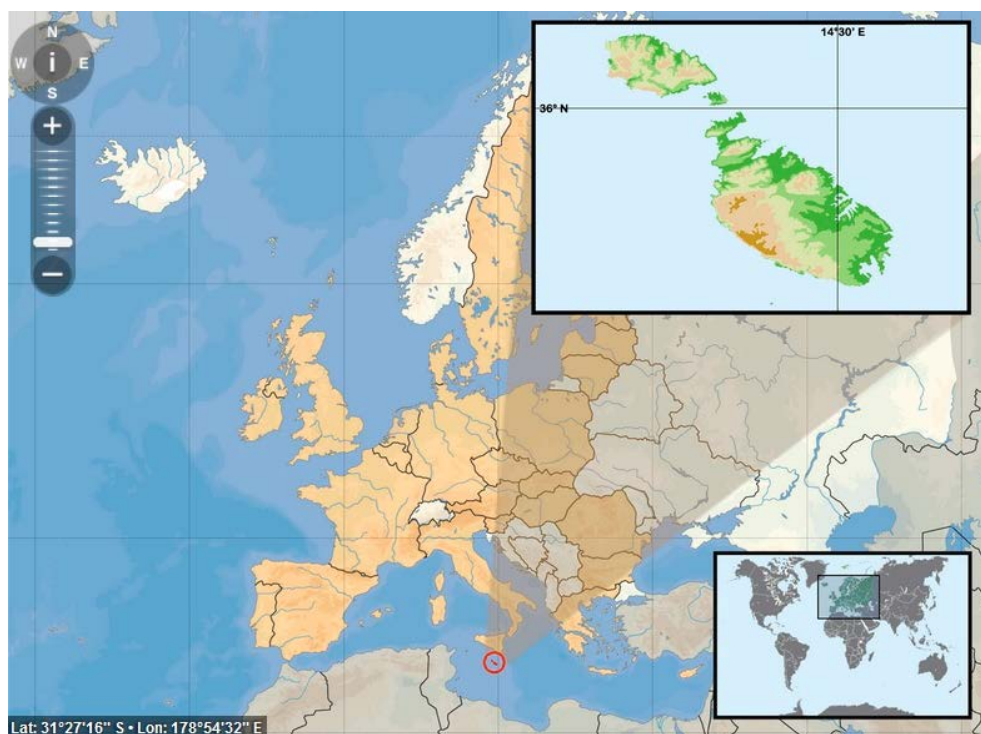 N
W i E
S
+
−
14°30' E
36° N
Lat: 31°27'16'' S • Lon: 178°54'32'' E